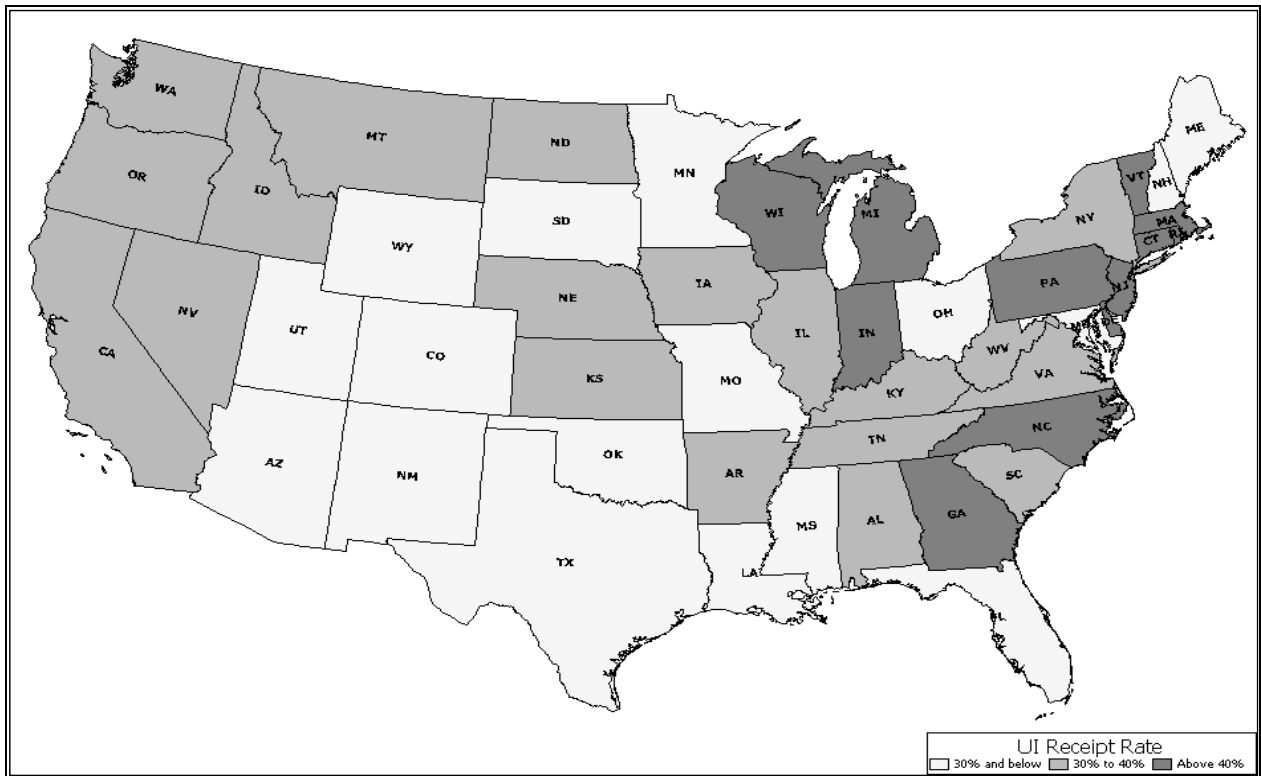 WA
MT
ND
MN
ME
OR
ID
VT
NH
SD
WI
MI
NY
MA
WY
CT
RI
IA
PA
NE
NJ
NV
UT
CO
IL
IN
OH
MD
DE
CA
KS
MO
WV
VA
KY
AZ
NM
OK
AR
TN
NC
SC
TX
LA
MS
AL
GA
FL
UI Receipt Rate
30% and below 30% to 40% Above 40%